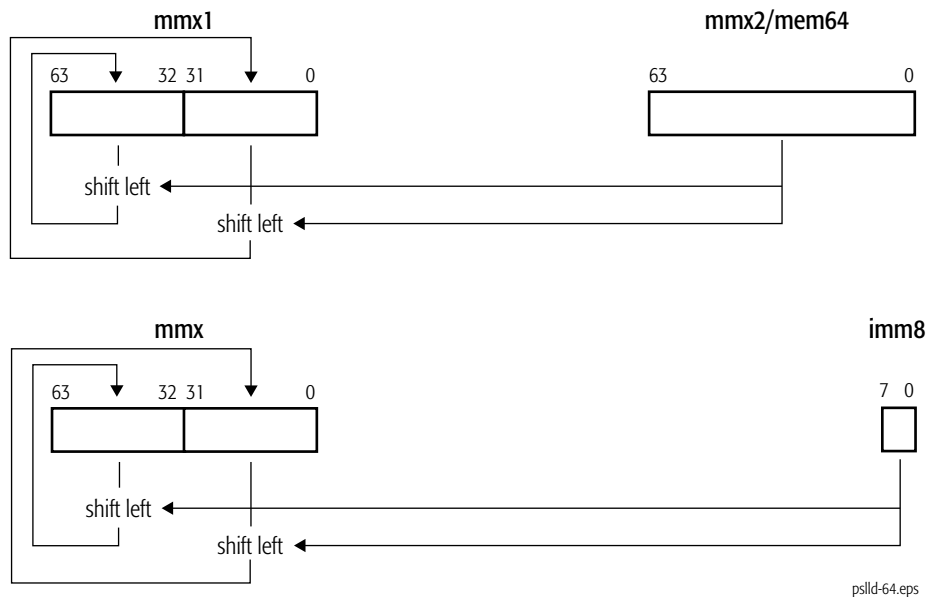 mmx1 mmx2/mem64
63 32 31 0 63 0
shift left
shift left
mmx imm8
63 32 31 0 7 0
shift left
shift left
pslld-64.eps